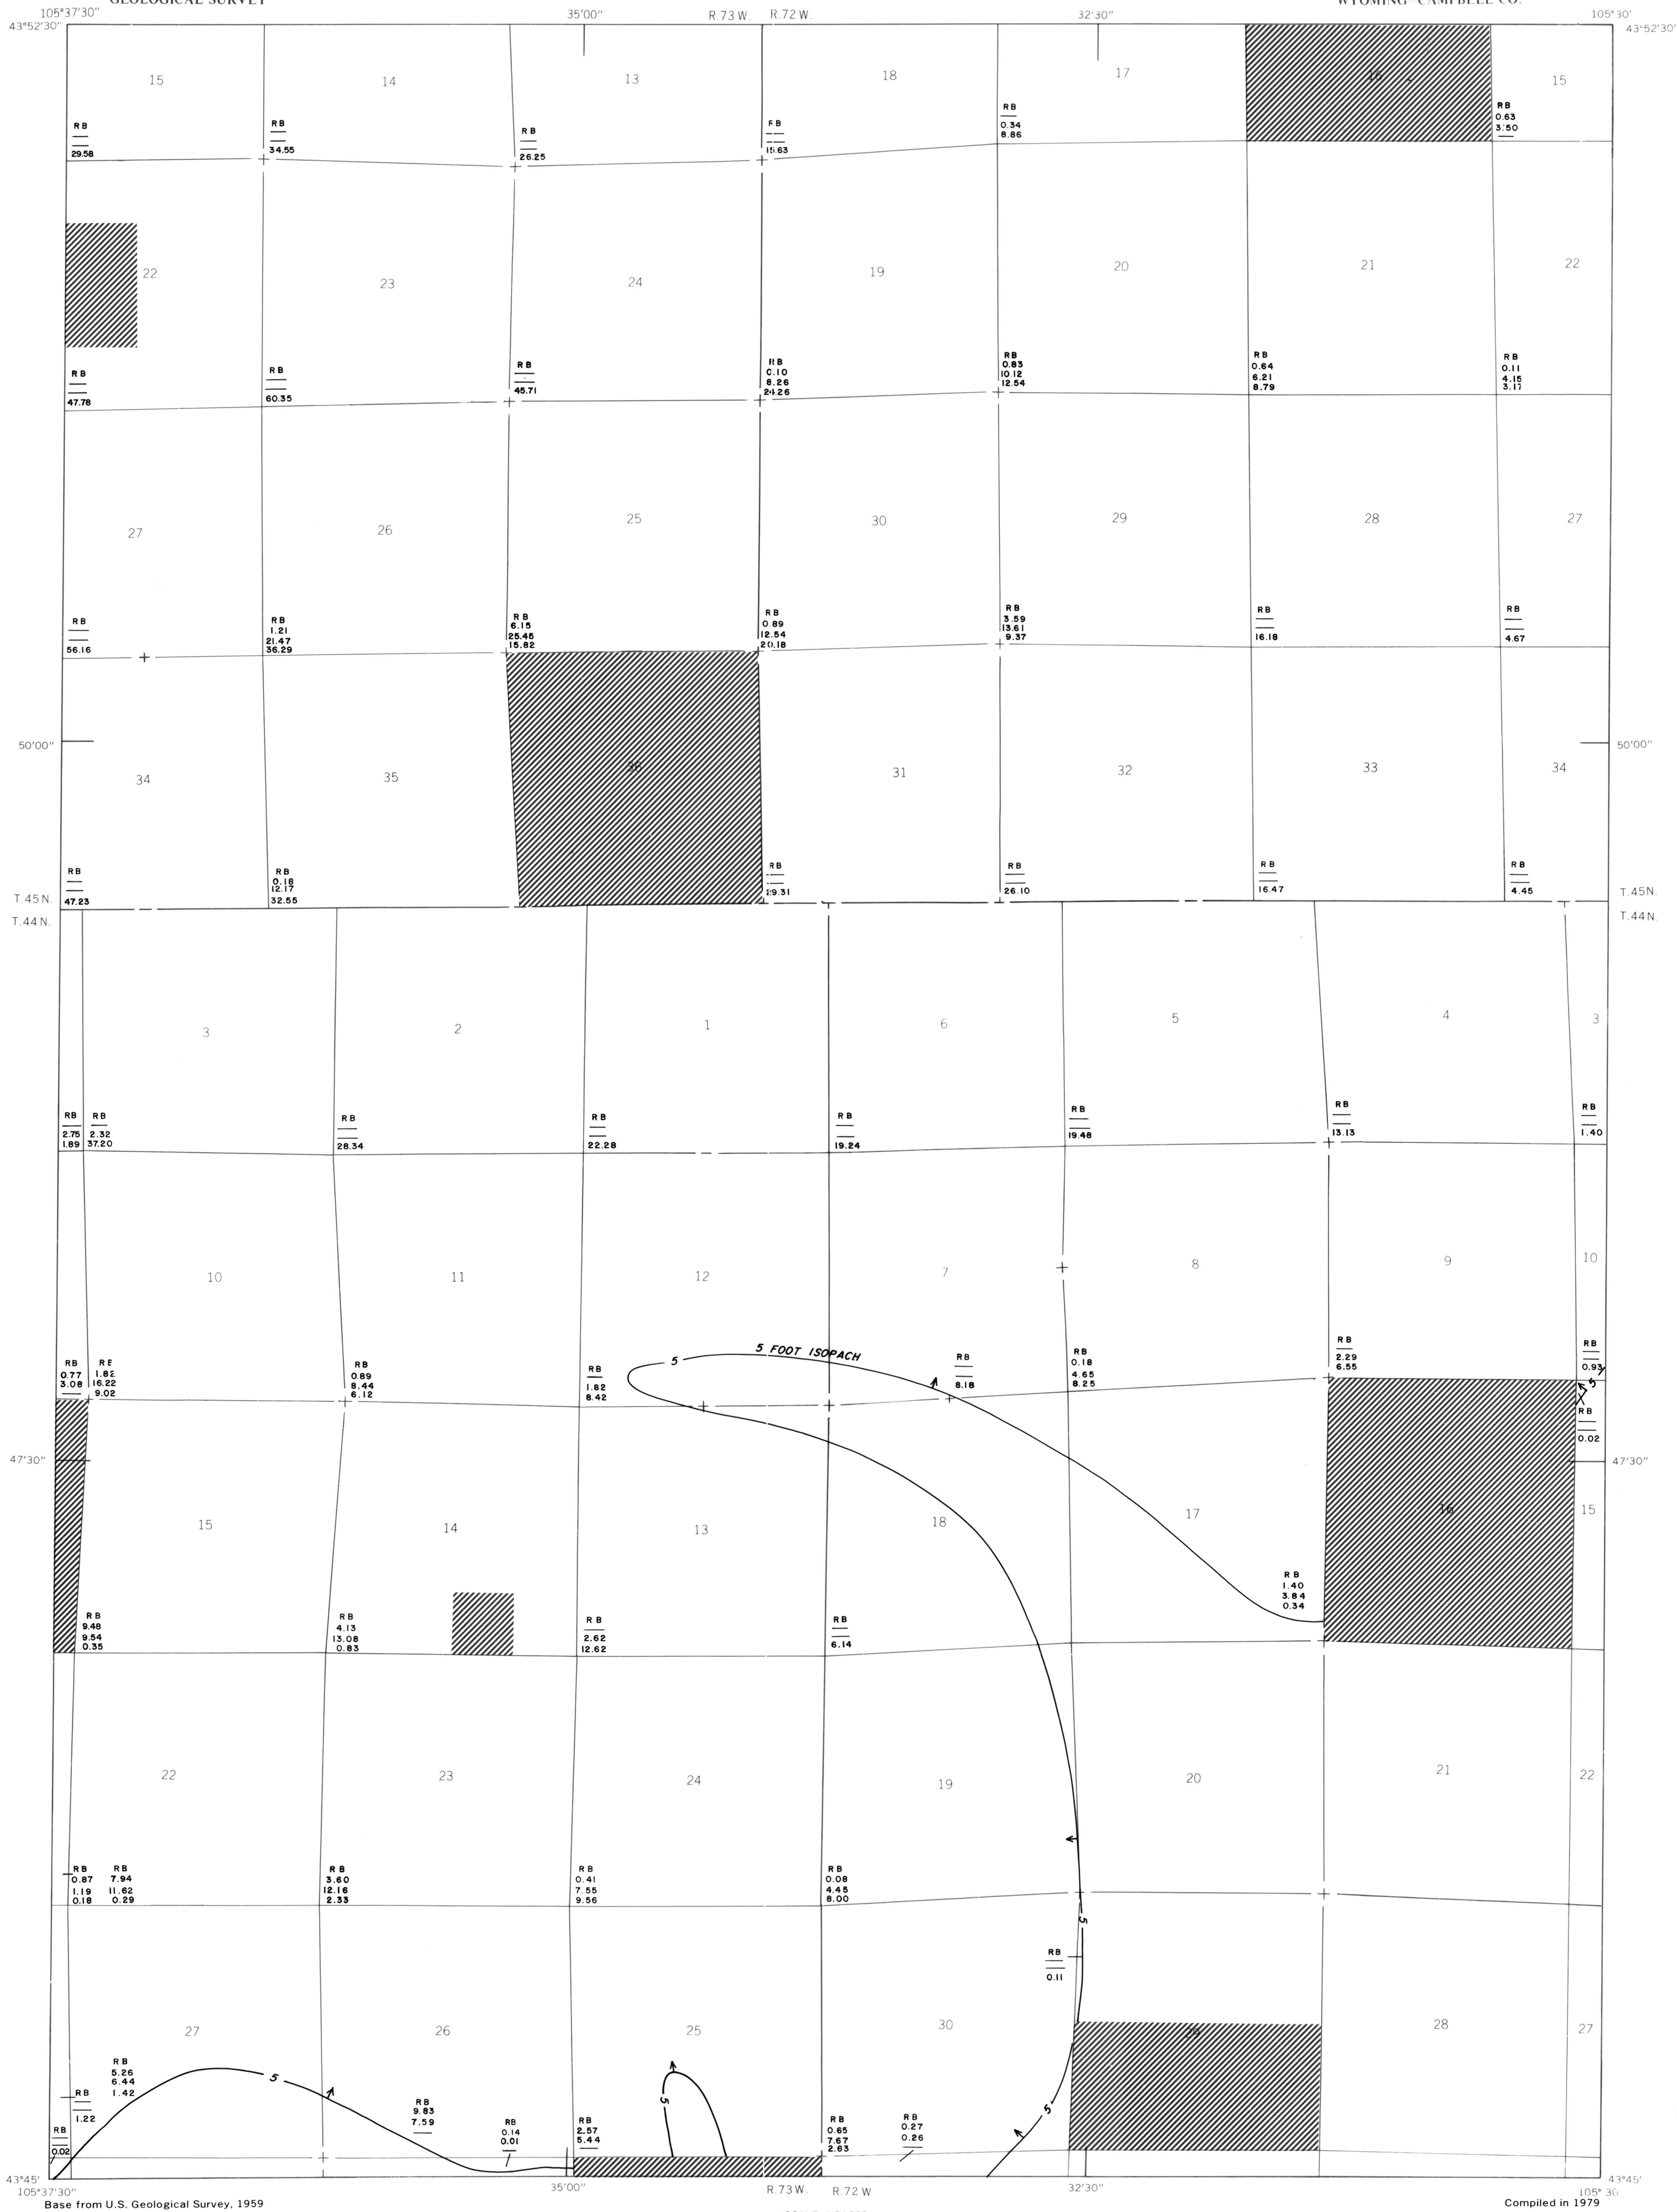 GEOLOGICAL SURVEY
WYOMING—CAMPBELL CO.
105°37'30" 35'00" R.73 W. R.72 W. 32'30" 105°30'
43°52'30" 43°52'30"
15 14 13 18 17 16 15
RB
29.58
RB
34.55
RB
26.25
RB
15.63
RB
0.34
8.86
RB
0.63
3.50
22 23 24 19 20 21 22
RB
47.78
RB
60.35
RB
45.71
RB
0.10
8.26
24.26
RB
0.83
10.12
12.54
RB
0.64
6.21
8.79
RB
0.11
4.15
3.17
27 26 25 30 29 28 27
RB
56.16
RB
1.21
21.47
36.29
RB
6.15
25.46
15.82
RB
0.89
12.54
20.18
RB
3.59
13.61
9.37
RB
16.18
RB
4.67
50'00" 50'00"
34 35 36 31 32 33 34
RB
47.23
RB
0.18
12.17
32.55
RB
29.31
RB
26.10
RB
16.47
RB
4.45
T.45 N. T.45 N.
T.44 N. T.44 N.
3 2 1 6 5 4 3
RB
2.75
1.89
RB
2.32
37.20
RB
28.34
RB
22.28
RB
19.24
RB
19.48
RB
13.13
RB
1.40
10 11 12 7 8 9 10
5 5 FOOT ISOPACH
RB
0.77
3.08
RB
1.82
16.22
9.02
RB
0.89
8.44
6.12
RB
1.82
8.42
RB
8.18
RB
0.18
4.65
8.25
RB
2.29
6.55
RB
0.93
5
RB
0.02
47'30" 47'30"
15 14 13 18 17 16 15
RB
9.48
9.54
0.35
RB
4.13
13.08
0.83
RB
2.62
12.62
RB
6.14
RB
1.40
3.84
0.34
22 23 24 19 20 21 22
RB
0.87
1.19
0.18
RB
7.94
11.62
0.29
RB
3.60
12.16
2.33
RB
0.41
7.55
9.56
RB
0.08
4.45
8.00
5
RB
0.11
27 26 25 30 29 28 27
RB
5.26
6.44
1.42
5
5
5
RB
1.22
RB
0.02
RB
9.83
7.59
RB
0.14
0.01
RB
2.57
5.44
RB
0.65
7.67
2.63
RB
0.27
0.26
43°45' 43°45'
105°37'30" 35'00" R.73 W. R.72 W 32'30" 105°30'
Base from U.S. Geological Survey, 1959
Compiled in 1979